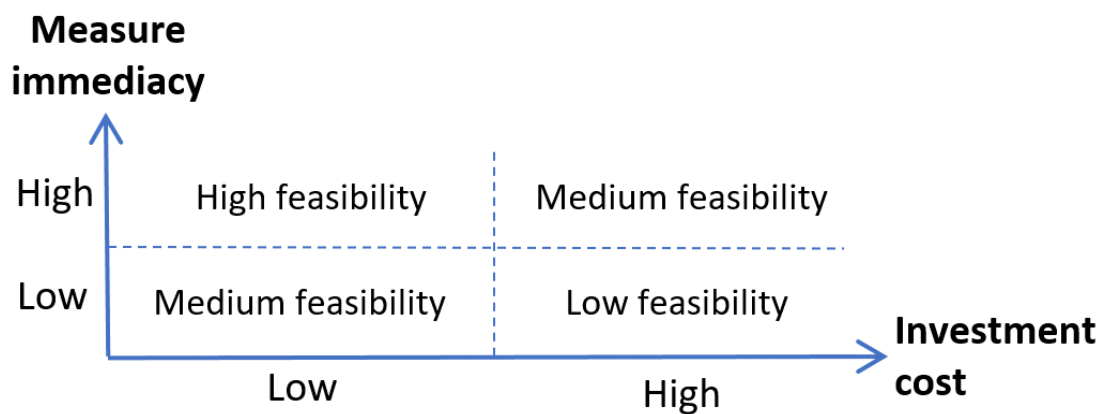 Measure
immediacy
High
High feasibility
Medium feasibility
Low
Medium feasibility
Low feasibility
Investment
cost
Low
High